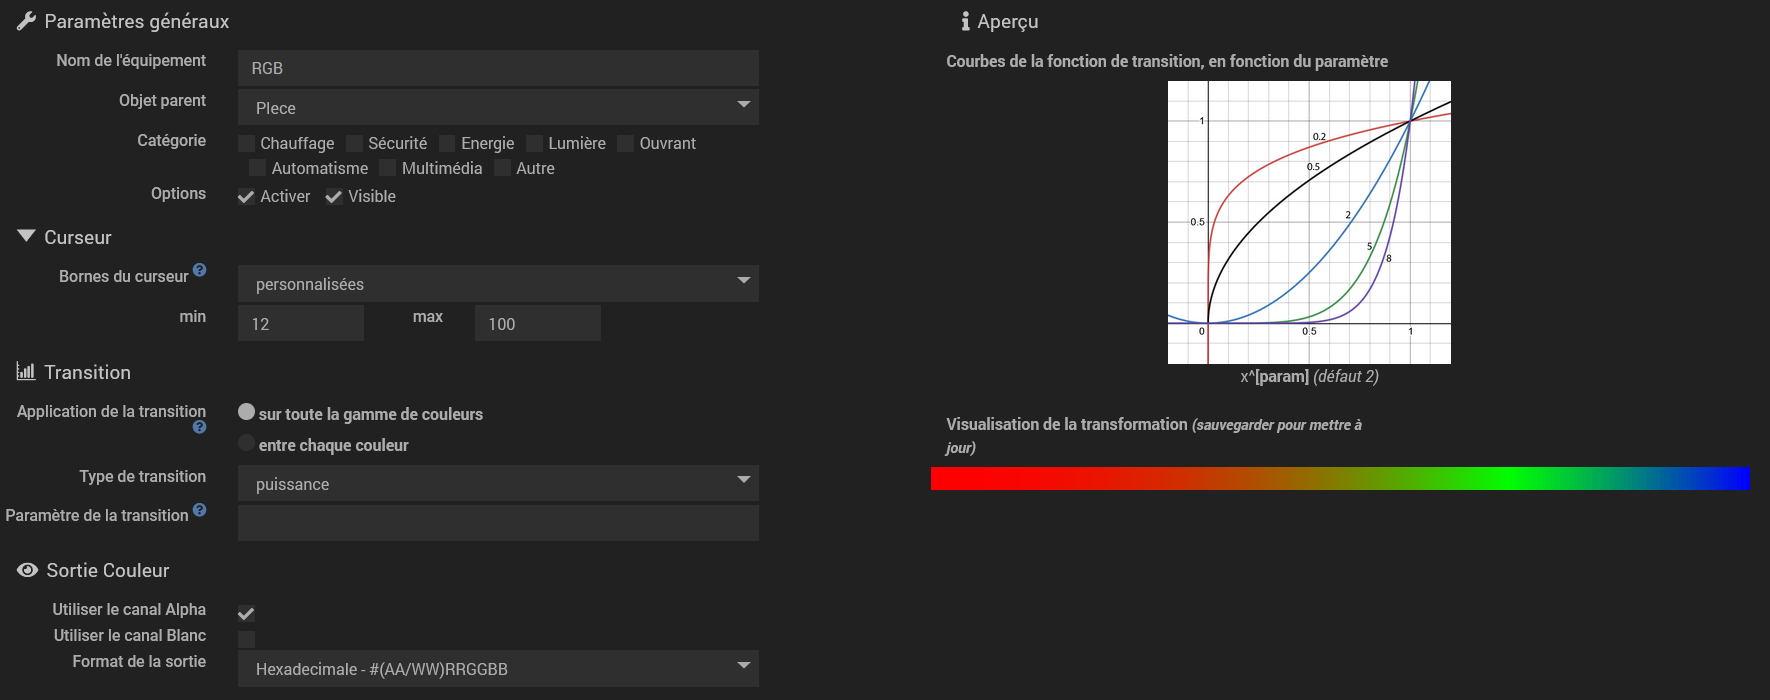 Paramètres généraux
Nom de l'équipement
RGB
Objet parent
Plece
Catégorie
Chauffage Sécurité Energie Lumière Ouvrant
Automatisme Multimédia Autre
Options
Activer Visible
Curseur
Bornes du curseur ?
personnalisées
min
12
max
100
Transition
Application de la transition
?
sur toute la gamme de couleurs
entre chaque couleur
Type de transition
puissance
Paramètre de la transition ?
Sortie Couleur
Utiliser le canal Alpha
Utiliser le canal Blanc
Format de la sortie
Hexadecimale - #(AA/WW)RRGGBB
Aperçu
Courbes de la fonction de transition, en fonction du paramètre
1
0.2
0.5
0.5
2
5
8
0
0.5
1
x^[param] (défaut 2)
Visualisation de la transformation (sauvegarder pour mettre à
jour)